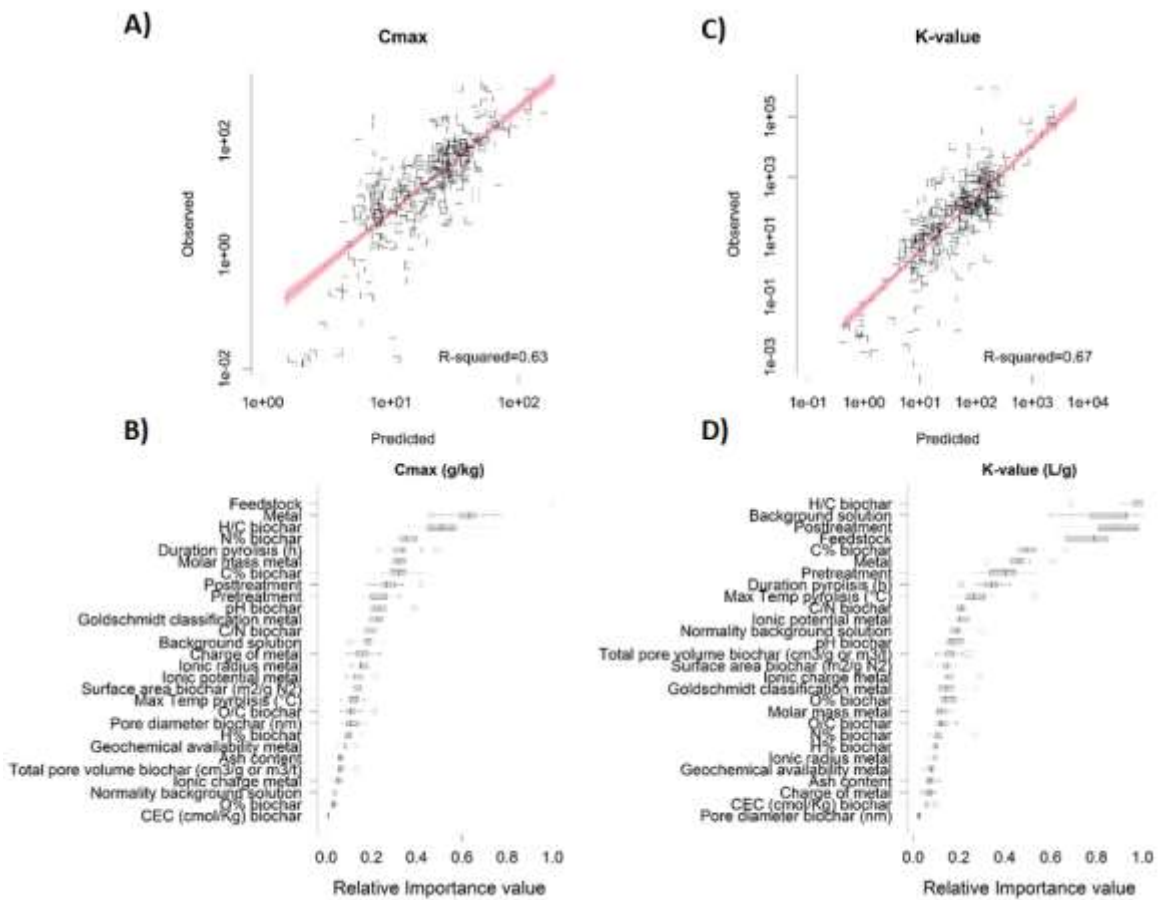 A)
Cmax
Observed
1e+02
1e+00
1e-02
R-squared=0.63
1e+00 1e+01 1e+02
Predicted
B)
Cmax (g/kg)
Feedstock
Metal
H/C biochar
N% biochar
Duration pyrolisis (h)
Molar mass metal
C% biochar
Posttreatment
Pretreatment
pH biochar
Goldschmidt classification metal
C/N biochar
Background solution
Charge of metal
Ionic radius metal
Ionic potential metal
Surface area biochar (m2/g N2)
Max Temp pyrolisis (°C)
O/C biochar
Pore diameter biochar (nm)
H% biochar
Geochemical availability metal
Ash content
Total pore volume biochar (cm3/g or m3/t)
Ionic charge metal
Normality background solution
O% biochar
CEC (cmol/Kg) biochar
0.0 0.2 0.4 0.6 0.8 1.0
Relative Importance value
C)
K-value
Observed
1e+05
1e+03
1e+01
1e-01
1e-03
R-squared=0.67
1e-01 1e+00 1e+01 1e+02 1e+03 1e+04
Predicted
D)
K-value (L/g)
H/C biochar
Background solution
Posttreatment
Feedstock
C% biochar
Metal
Pretreatment
Duration pyrolisis (h)
Max Temp pyrolisis (°C)
C/N biochar
Ionic potential metal
Normality background solution
pH biochar
Total pore volume biochar (cm3/g or m3/t)
Surface area biochar (m2/g N2)
Ionic charge metal
Goldschmidt classification metal
O% biochar
Molar mass metal
O/C biochar
N% biochar
H% biochar
Ionic radius metal
Geochemical availability metal
Ash content
Charge of metal
CEC (cmol/Kg) biochar
Pore diameter biochar (nm)
0.0 0.2 0.4 0.6 0.8 1.0
Relative Importance value